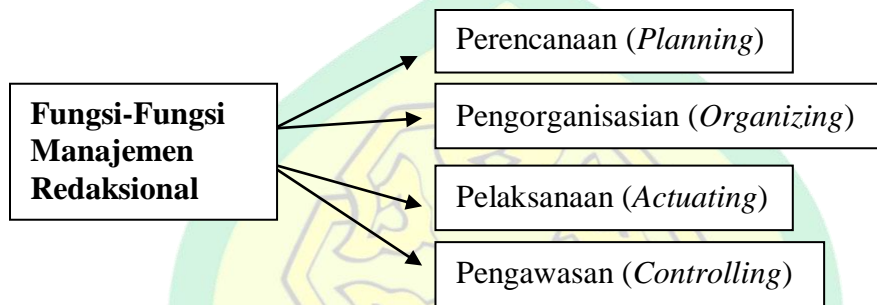 Perencanaan (Planning)
Fungsi-Fungsi
Manajemen
Redaksional
Pengorganisasian (Organizing)
Pelaksanaan (Actuating)
Pengawasan (Controlling)